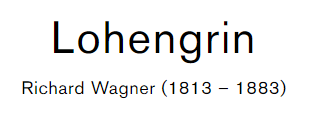 Lohengrin
Richard Wagner (1813 – 1883)